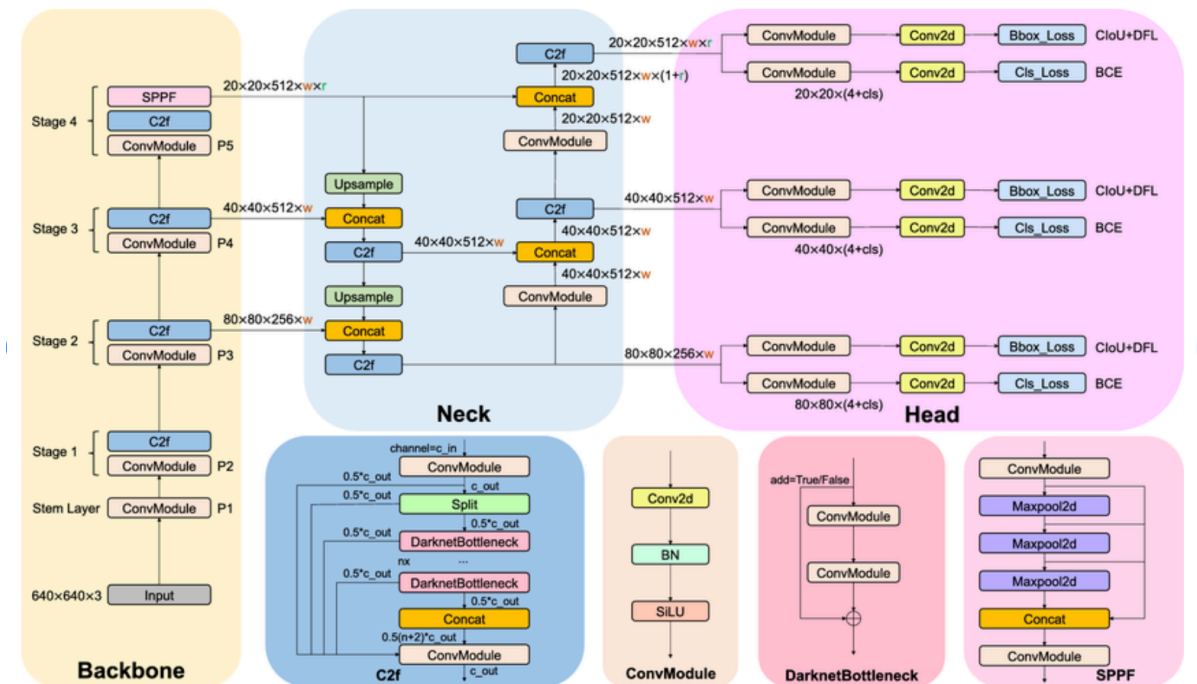 Stage 4
SPPF
C2f
ConvModule
P5
20×20×512×w×r
Stage 3
C2f
ConvModule
P4
40×40×512×w
Stage 2
C2f
ConvModule
P3
80×80×256×w
Stage 1
C2f
ConvModule
P2
Stem Layer
ConvModule
P1
640×640×3
Input
Backbone
Upsample
Concat
C2f
40×40×512×w
Upsample
Concat
C2f
C2f
20×20×512×w×r
20×20×512×w×(1+r)
Concat
20×20×512×w
ConvModule
C2f
40×40×512×w
40×40×512×w
Concat
40×40×512×w
ConvModule
80×80×256×w
Neck
ConvModule
Conv2d
Bbox_Loss
CIoU+DFL
ConvModule
Conv2d
Cls_Loss
BCE
20×20×(4+cls)
ConvModule
Conv2d
Bbox_Loss
CIoU+DFL
ConvModule
Conv2d
Cls_Loss
BCE
40×40×(4+cls)
ConvModule
Conv2d
Bbox_Loss
CIoU+DFL
ConvModule
Conv2d
Cls_Loss
BCE
80×80×(4+cls)
Head
channel=c_in
ConvModule
0.5*c_out
c_out
0.5*c_out
Split
0.5*c_out
0.5*c_out
DarknetBottleneck
nx
...
0.5*c_out
DarknetBottleneck
0.5*c_out
Concat
0.5(n+2)*c_out
ConvModule
C2f
c_out
Conv2d
BN
SiLU
ConvModule
add=True/False
ConvModule
ConvModule
DarknetBottleneck
ConvModule
Maxpool2d
Maxpool2d
Maxpool2d
Concat
ConvModule
SPPF